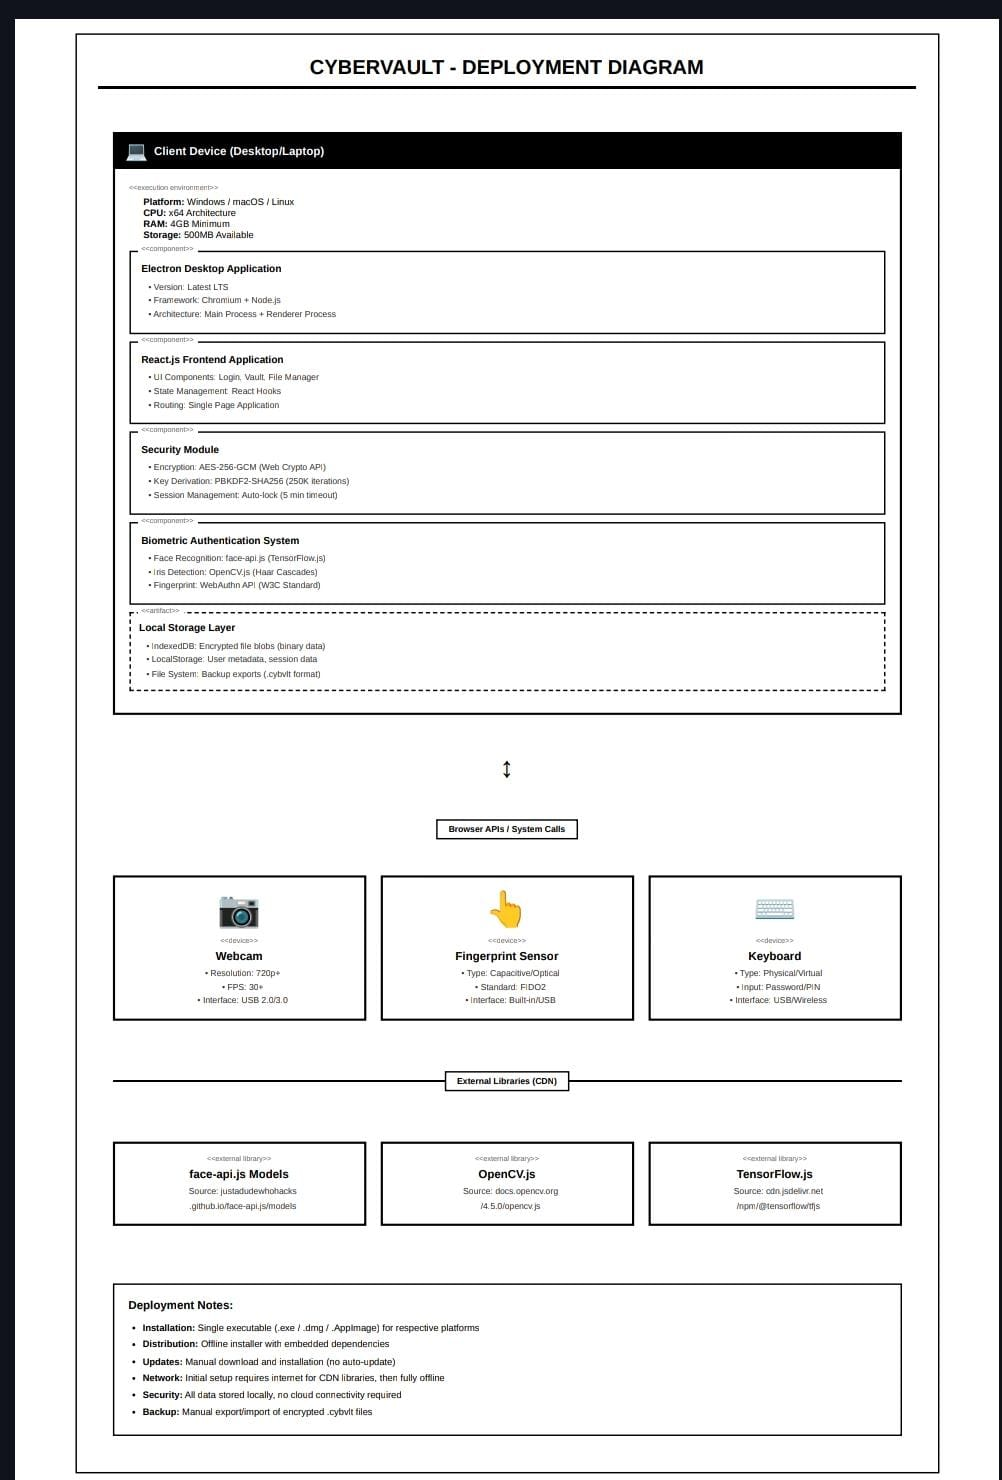 CYBERVAULT - DEPLOYMENT DIAGRAM
Client Device (Desktop/Laptop)
<<execution environment>>
Platform: Windows / macOS / Linux
CPU: x64 Architecture
RAM: 4GB Minimum
Storage: 500MB Available
<<component>>
Electron Desktop Application
• Version: Latest LTS
• Framework: Chromium + Node.js
• Architecture: Main Process + Renderer Process
<<component>>
React.js Frontend Application
• UI Components: Login, Vault, File Manager
• State Management: React Hooks
• Routing: Single Page Application
<<component>>
Security Module
• Encryption: AES-256-GCM (Web Crypto API)
• Key Derivation: PBKDF2-SHA256 (250K iterations)
• Session Management: Auto-lock (5 min timeout)
<<component>>
Biometric Authentication System
• Face Recognition: face-api.js (TensorFlow.js)
• Iris Detection: OpenCV.js (Haar Cascades)
• Fingerprint: WebAuthn API (W3C Standard)
<<artifact>>
Local Storage Layer
• IndexedDB: Encrypted file blobs (binary data)
• LocalStorage: User metadata, session data
• File System: Backup exports (.cybvlt format)
↕
Browser APIs / System Calls
<<device>>
Webcam
• Resolution: 720p+
• FPS: 30+
• Interface: USB 2.0/3.0
<<device>>
Fingerprint Sensor
• Type: Capacitive/Optical
• Standard: FIDO2
• Interface: Built-in/USB
<<device>>
Keyboard
• Type: Physical/Virtual
• Input: Password/PIN
• Interface: USB/Wireless
External Libraries (CDN)
<<external library>>
face-api.js Models
Source: justadudewhohacks
.github.io/face-api.js/models
<<external library>>
OpenCV.js
Source: docs.opencv.org
/4.5.0/opencv.js
<<external library>>
TensorFlow.js
Source: cdn.jsdelivr.net
/npm/@tensorflow/tfjs
Deployment Notes:
• Installation: Single executable (.exe / .dmg / .AppImage) for respective platforms
• Distribution: Offline installer with embedded dependencies
• Updates: Manual download and installation (no auto-update)
• Network: Initial setup requires internet for CDN libraries, then fully offline
• Security: All data stored locally, no cloud connectivity required
• Backup: Manual export/import of encrypted .cybvlt files